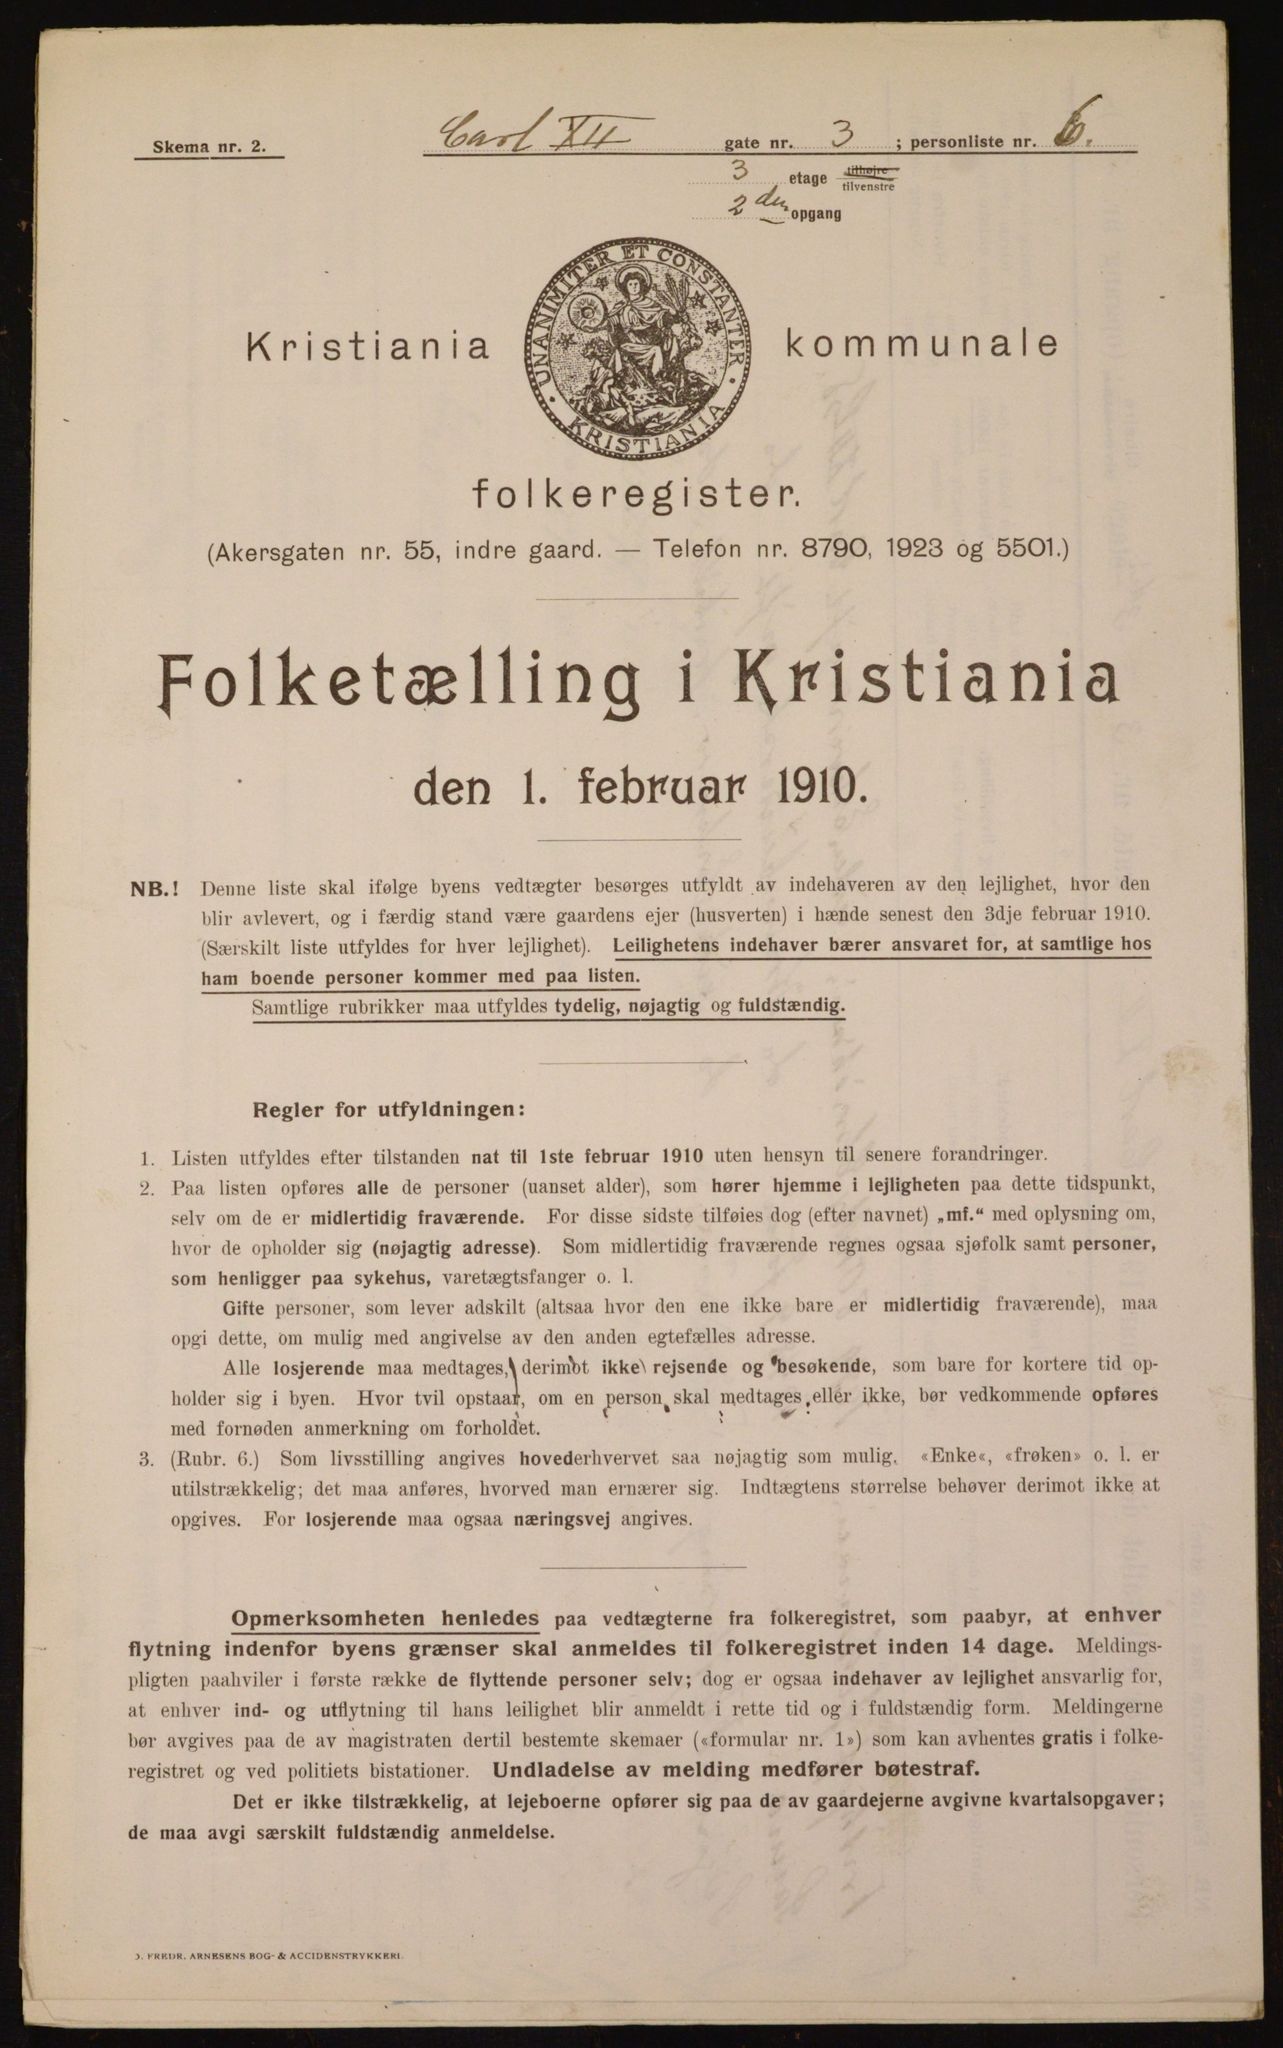 Skema nr. 2.
Carl XII gate nr. 3 ; personliste nr. 6.
3 etage tilhøjre
tilvenstre
2den opgang
UNANIMITER ET CONSTANTER
KRISTIANIA
Kristiania kommunale
folkeregister.
(Akersgaten nr. 55, indre gaard. — Telefon nr. 8790, 1923 og 5501.)
Folketælling i Kristiania
den 1. februar 1910.
NB.! Denne liste skal ifølge byens vedtægter besørges utfyldt av indehaveren av den lejlighet, hvor den
blir avlevert, og i færdig stand være gaardens ejer (husverten) i hænde senest den 3dje februar 1910.
(Særskilt liste utfyldes for hver lejlighet). Leilighetens indehaver bærer ansvaret for, at samtlige hos
ham boende personer kommer med paa listen.
Samtlige rubrikker maa utfyldes tydelig, nøjagtig og fuldstændig.
Regler for utfyldningen:
1. Listen utfyldes efter tilstanden nat til 1ste februar 1910 uten hensyn til senere forandringer.
2. Paa listen opføres alle de personer (uanset alder), som hører hjemme i lejligheten paa dette tidspunkt,
selv om de er midlertidig fraværende. For disse sidste tilføies dog (efter navnet) „mf.“ med oplysning om,
hvor de opholder sig (nøjagtig adresse). Som midlertidig fraværende regnes ogsaa sjøfolk samt personer,
som henligger paa sykehus, varetægtsfanger o. l.
Gifte personer, som lever adskilt (altsaa hvor den ene ikke bare er midlertidig fraværende), maa
opgi dette, om mulig med angivelse av den anden egtefælles adresse.
Alle losjerende maa medtages, derimot ikke rejsende og besøkende, som bare for kortere tid op-
holder sig i byen. Hvor tvil opstaar, om en person skal medtages eller ikke, bør vedkommende opføres
med fornøden anmerkning om forholdet.
3. (Rubr. 6.) Som livsstilling angives hovederhvervet saa nøjagtig som mulig. «Enke«, «frøken» o. l. er
utilstrækkelig; det maa anføres, hvorved man ernærer sig. Indtægtens størrelse behøver derimot ikke at
opgives. For losjerende maa ogsaa næringsvej angives.
Opmerksomheten henledes paa vedtægterne fra folkeregistret, som paabyr, at enhver
flytning indenfor byens grænser skal anmeldes til folkeregistret inden 14 dage. Meldings-
pligten paahviler i første række de flyttende personer selv; dog er ogsaa indehaver av lejlighet ansvarlig for,
at enhver ind- og utflytning til hans leilighet blir anmeldt i rette tid og i fuldstændig form. Meldingerne
bør avgives paa de av magistraten dertil bestemte skemaer («formular nr. 1») som kan avhentes gratis i folke-
registret og ved politiets bistationer. Undladelse av melding medfører bøtestraf.
Det er ikke tilstrækkelig, at lejeboerne opfører sig paa de av gaardejerne avgivne kvartalsopgaver;
de maa avgi særskilt fuldstændig anmeldelse.
FREDR. ARNESENS BOG- & ACCIDENSTRYKKERI.